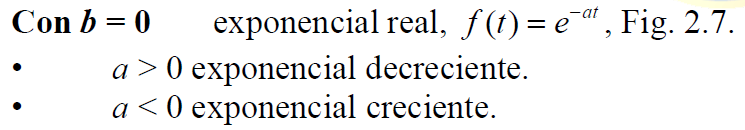 Con b = 0 exponencial real, f(t) = e^{-at}, Fig. 2.7.
• a > 0 exponencial decreciente.
• a < 0 exponencial creciente.